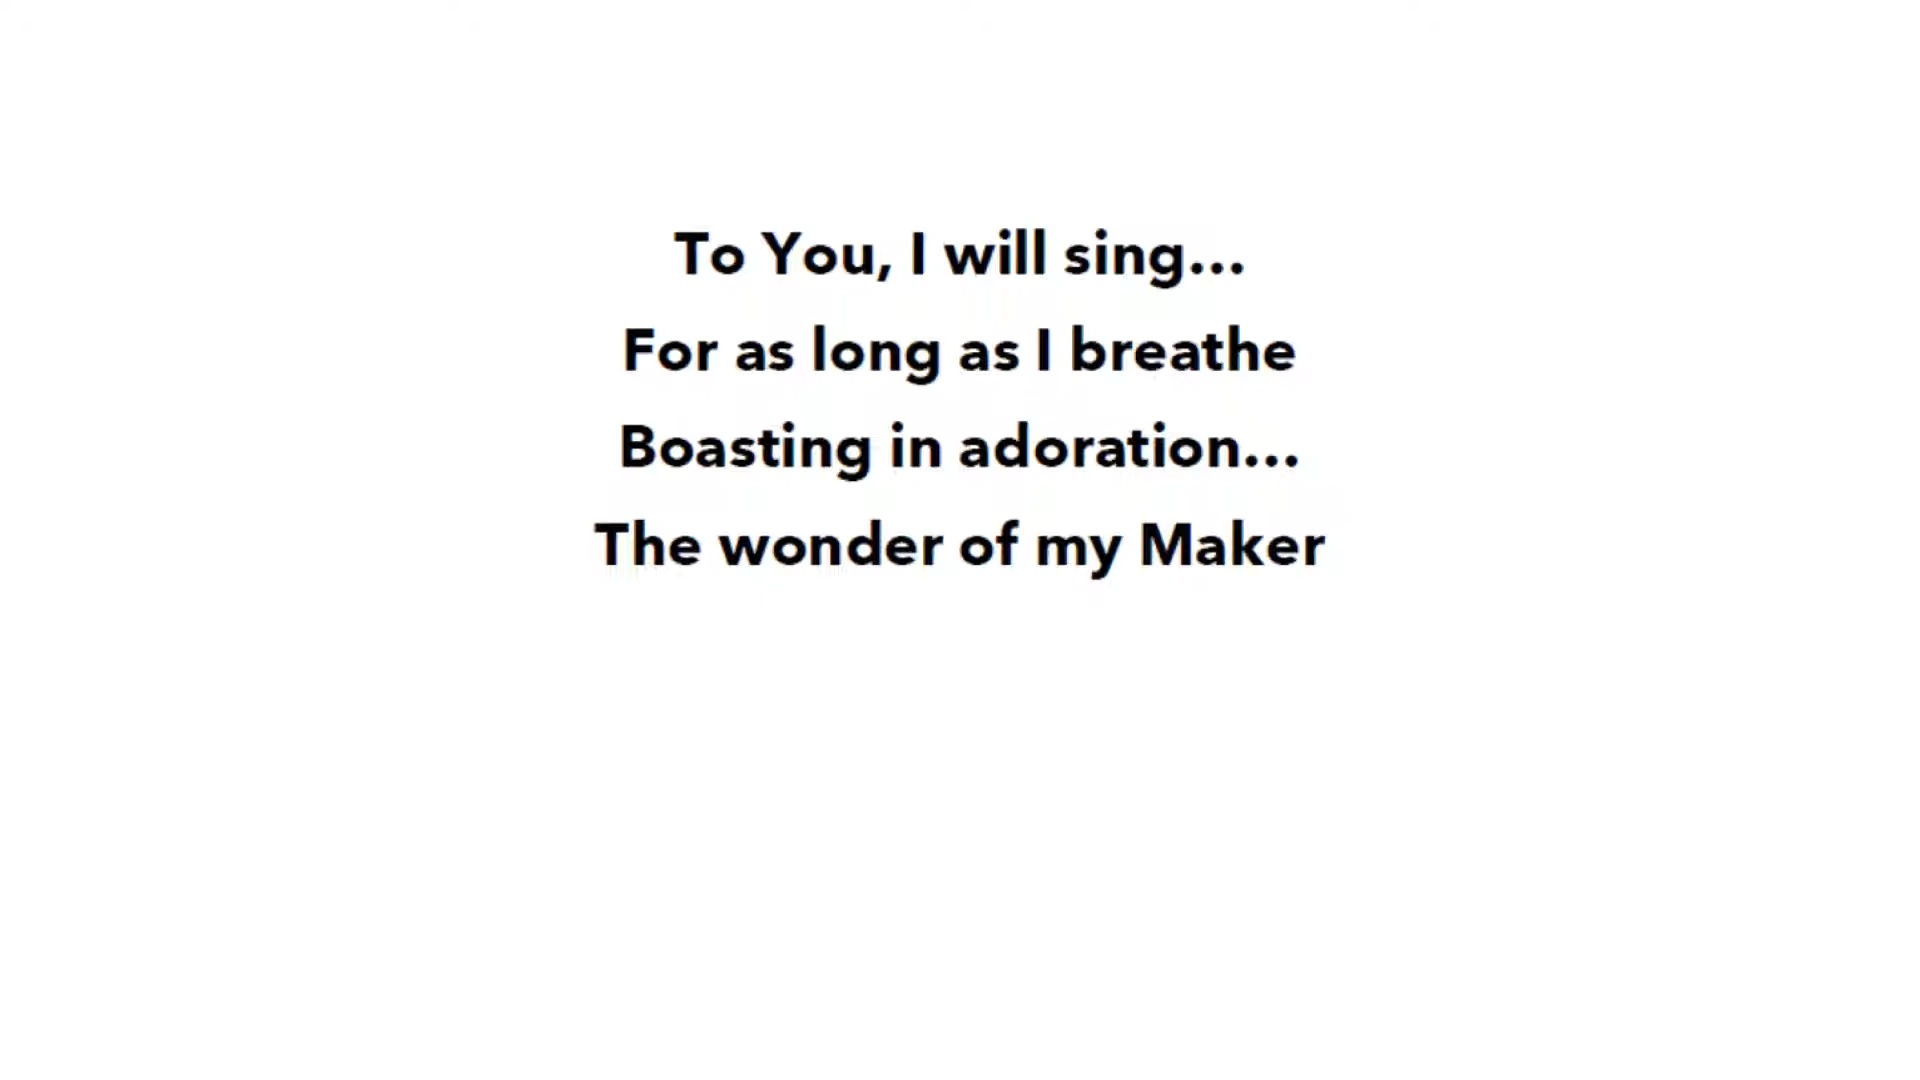 To You, I will sing...
For as long as I breathe
Boasting in adoration...
The wonder of my Maker